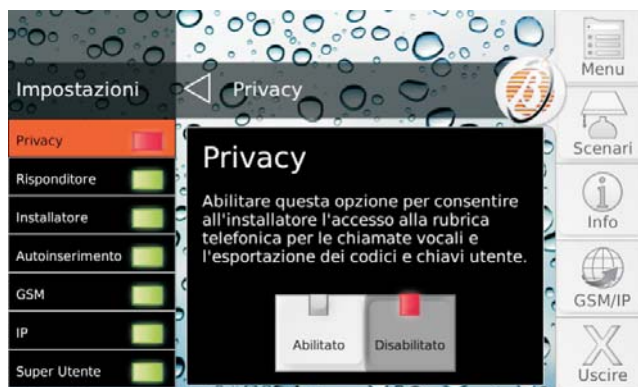 Impostazioni
Privacy
Menu
Privacy
Risponditore
Installatore
Autoinserimento
GSM
IP
Super Utente
Privacy
Abilitare questa opzione per consentire
all'installatore l'accesso alla rubrica
telefonica per le chiamate vocali e
l'esportazione dei codici e chiavi utente.
Abilitato
Disabilitato
Scenari
Info
GSM/IP
Uscire